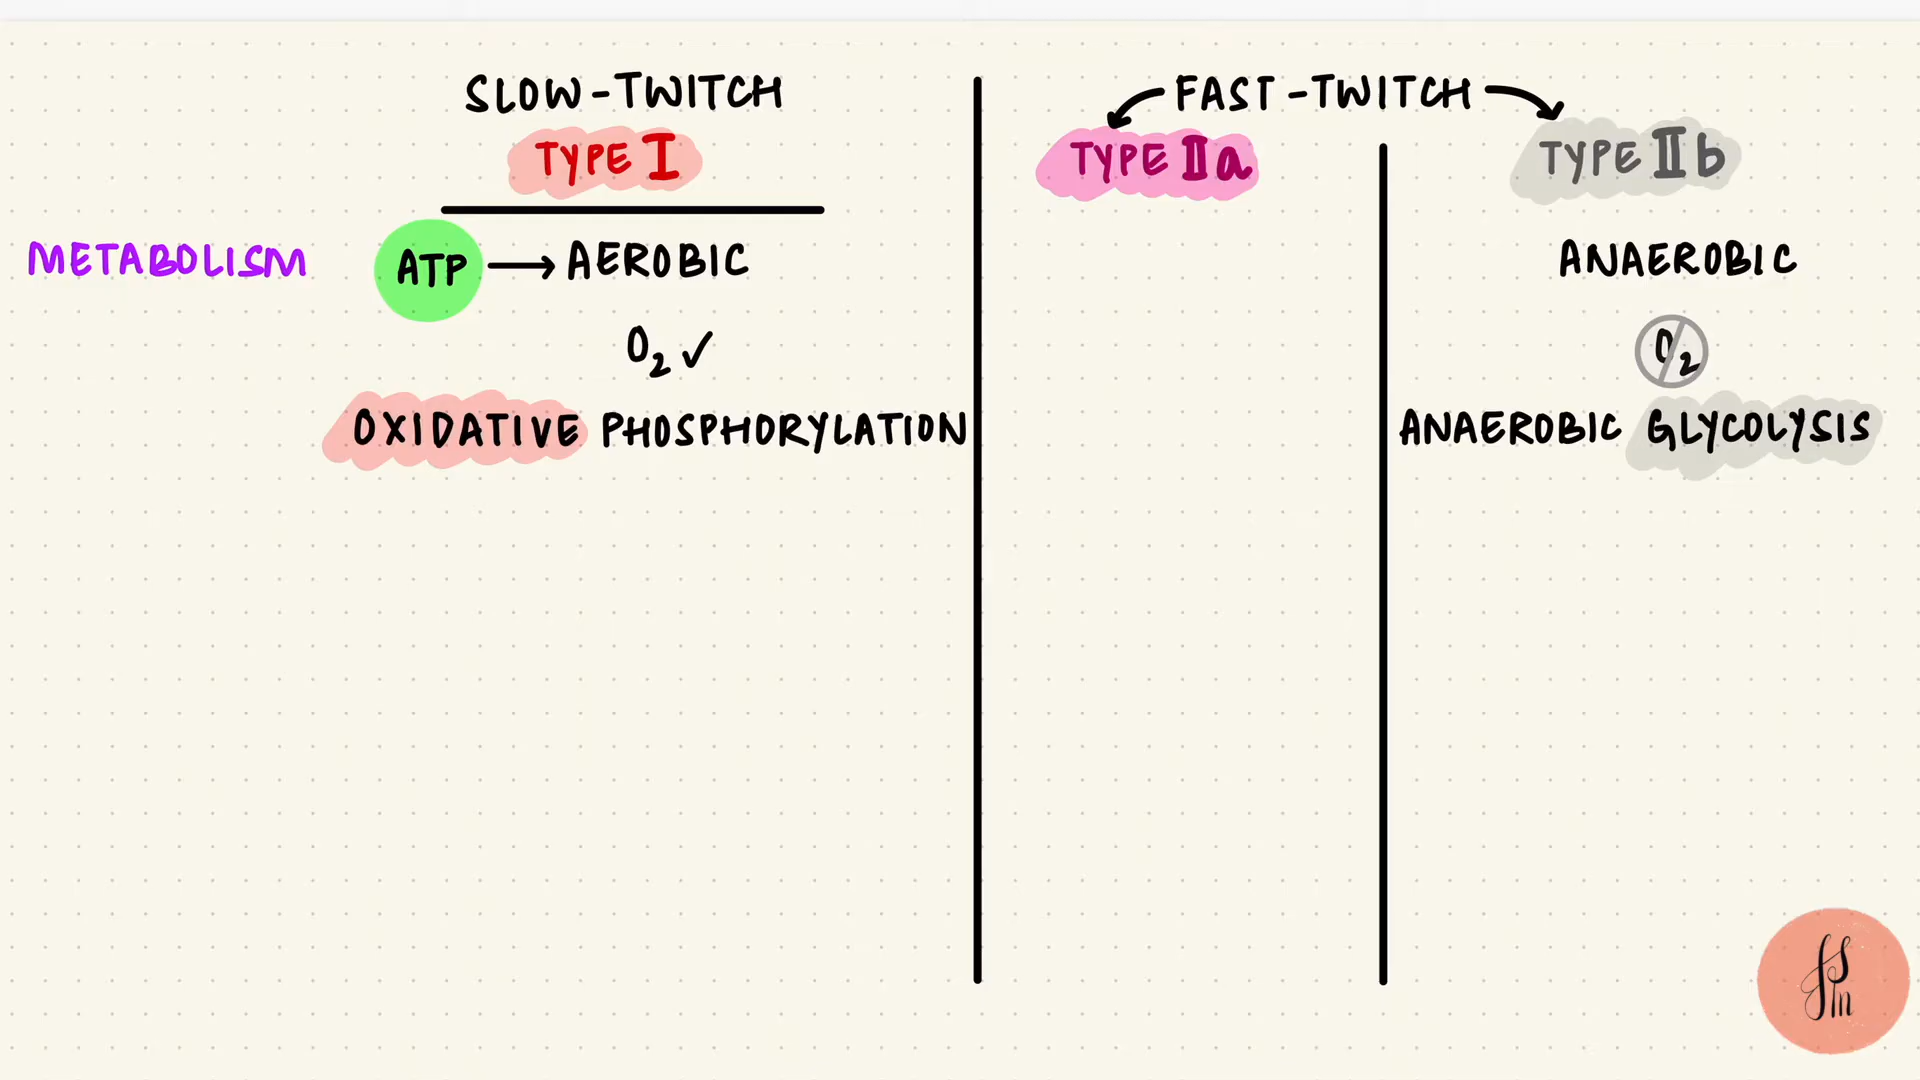 SLOW-TWITCH
TYPE I
FAST-TWITCH
TYPE IIa
TYPE IIb
METABOLISM
ATP → AEROBIC
O₂ ✓
OXIDATIVE PHOSPHORYLATION
ANAEROBIC
O₂
ANAEROBIC GLYCOLYSIS